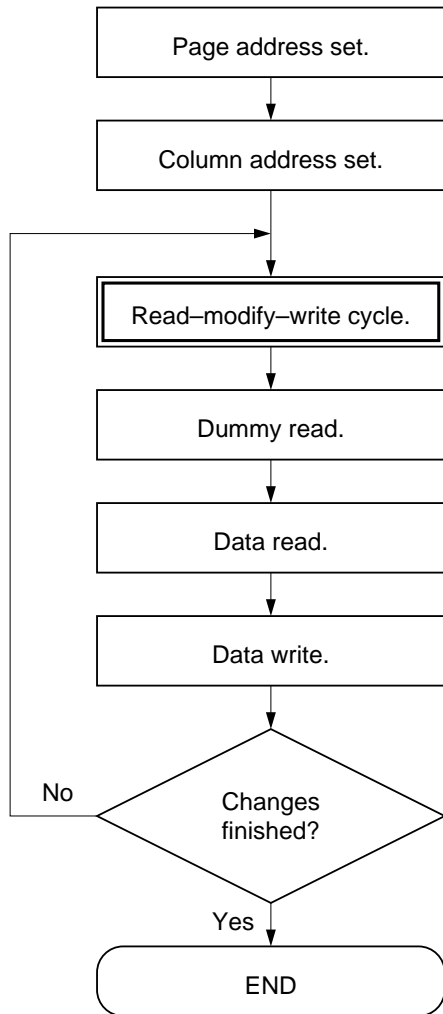 Page address set.
Column address set.
Read–modify–write cycle.
Dummy read.
Data read.
Data write.
No
Changes
finished?
Yes
END